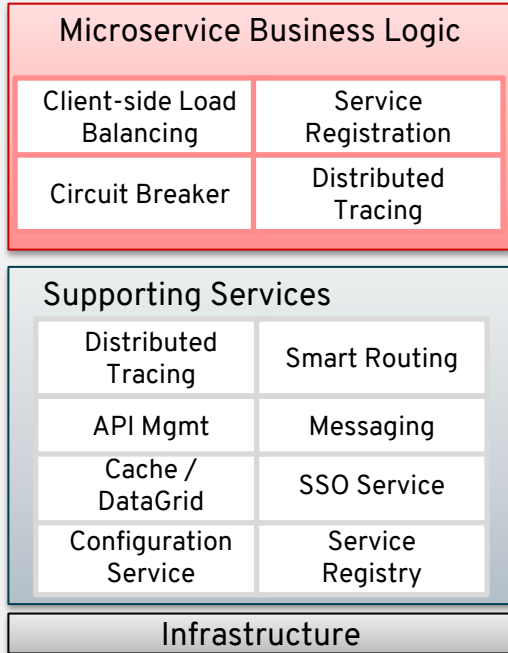 Microservice Business Logic
Client-side Load
Balancing
Service
Registration
Circuit Breaker
Distributed
Tracing
Supporting Services
Distributed
Tracing
Smart Routing
API Mgmt
Messaging
Cache /
DataGrid
SSO Service
Configuration
Service
Service
Registry
Infrastructure